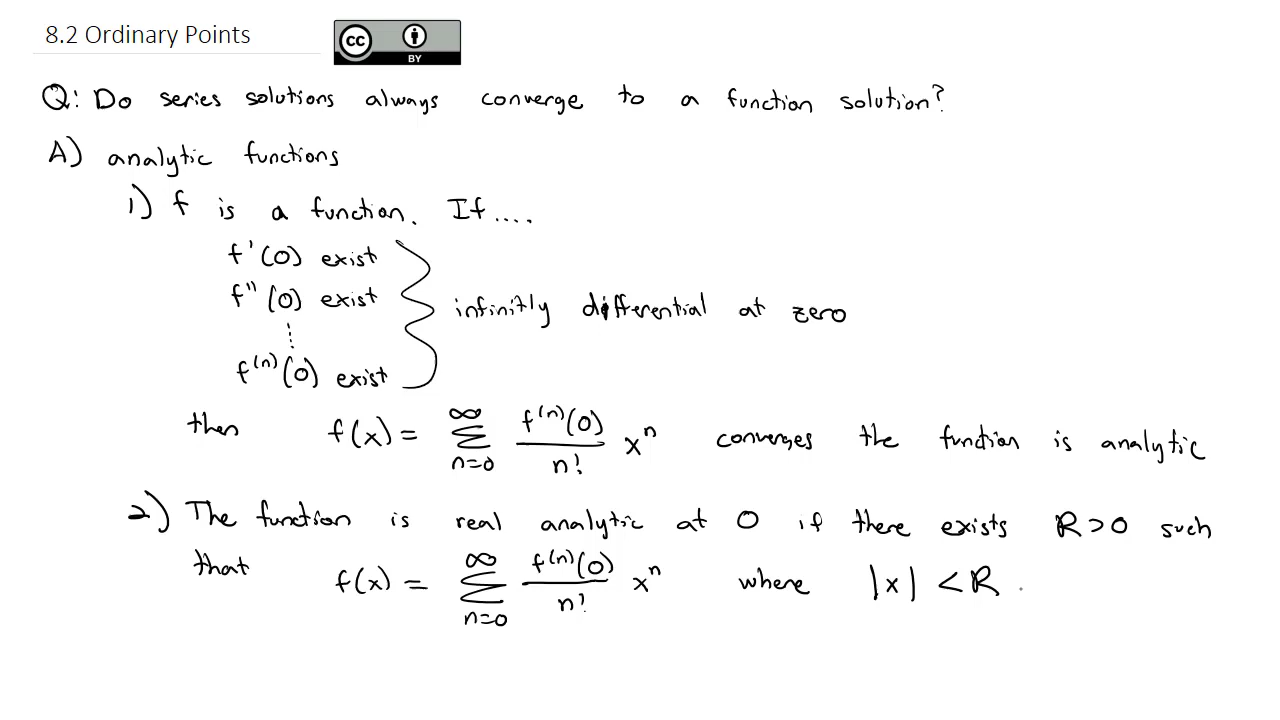 8.2 Ordinary Points
cc BY
Q: Do series solutions always converge to a function solution?
A) analytic functions
1) f is a function. If ....
f'(0) exist
f''(0) exist
⋮
f⁽ⁿ⁾(0) exist
infinitly differential at zero
then f(x) = ∑_{n=0}^{∞} f⁽ⁿ⁾(0)/n! xⁿ converges the function is analytic
2) The function is real analytic at 0 if there exists R>0 such
that f(x) = ∑_{n=0}^{∞} f⁽ⁿ⁾(0)/n! xⁿ where |x| < R